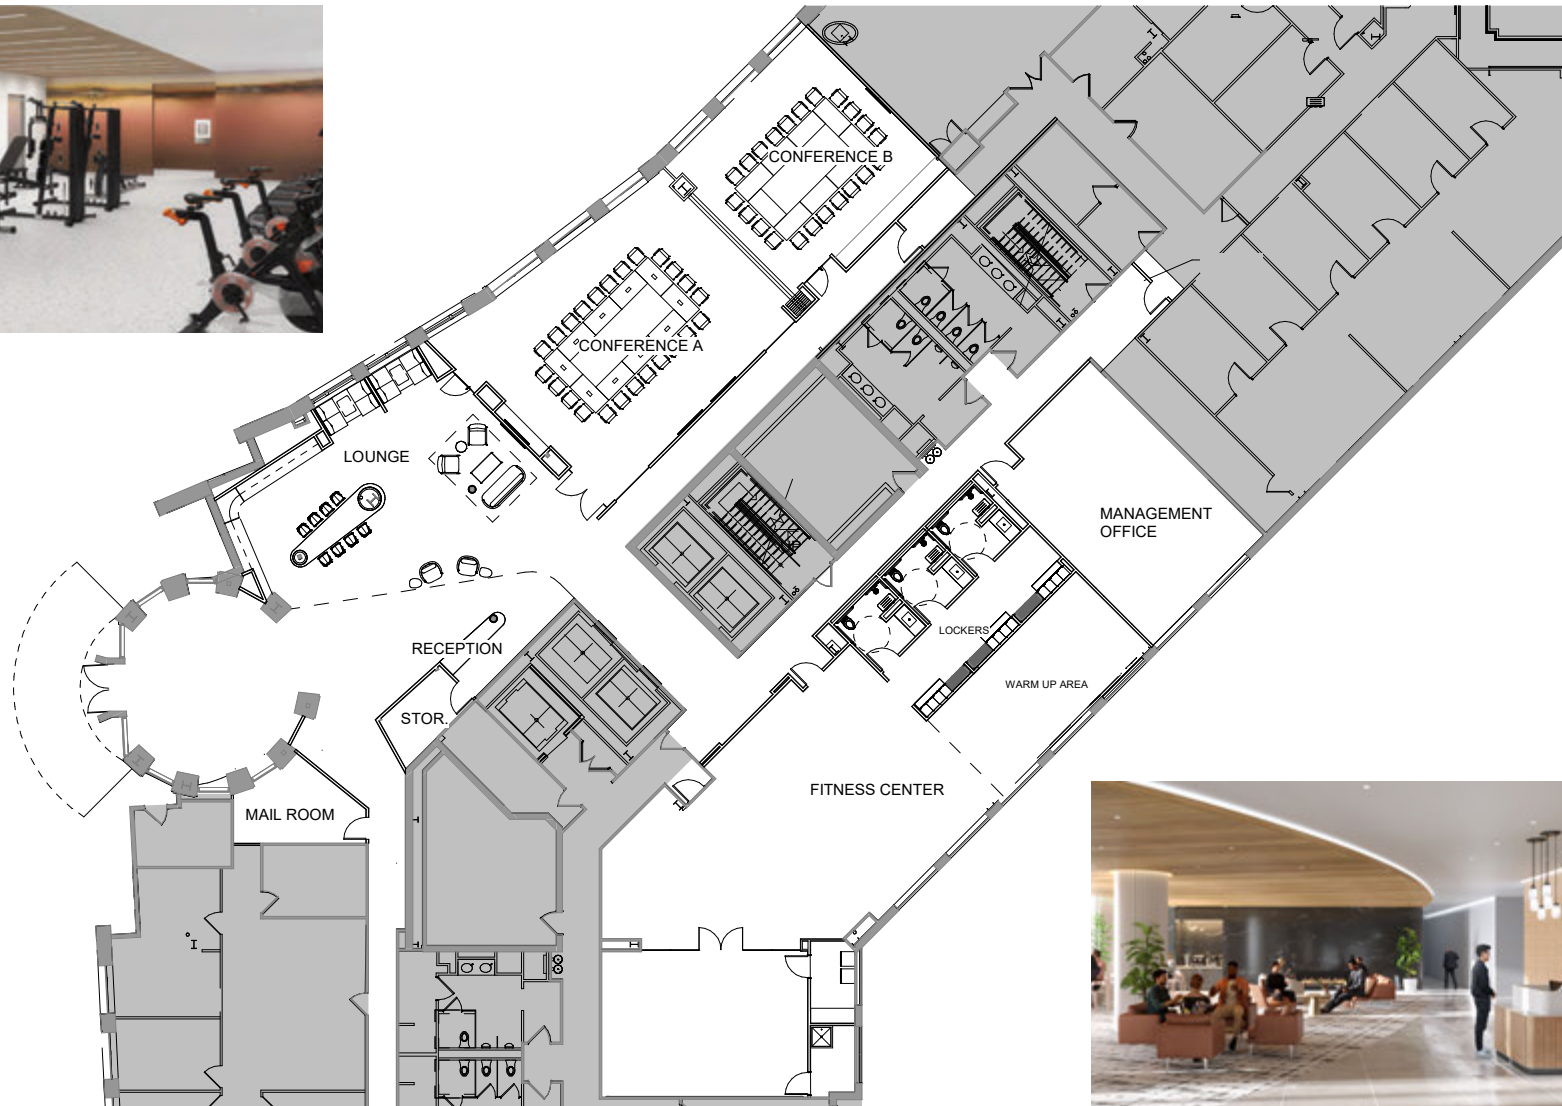 CONFERENCE B
CONFERENCE A
LOUNGE
MANAGEMENT
OFFICE
LOCKERS
RECEPTION
WARM UP AREA
STOR.
FITNESS CENTER
MAIL ROOM